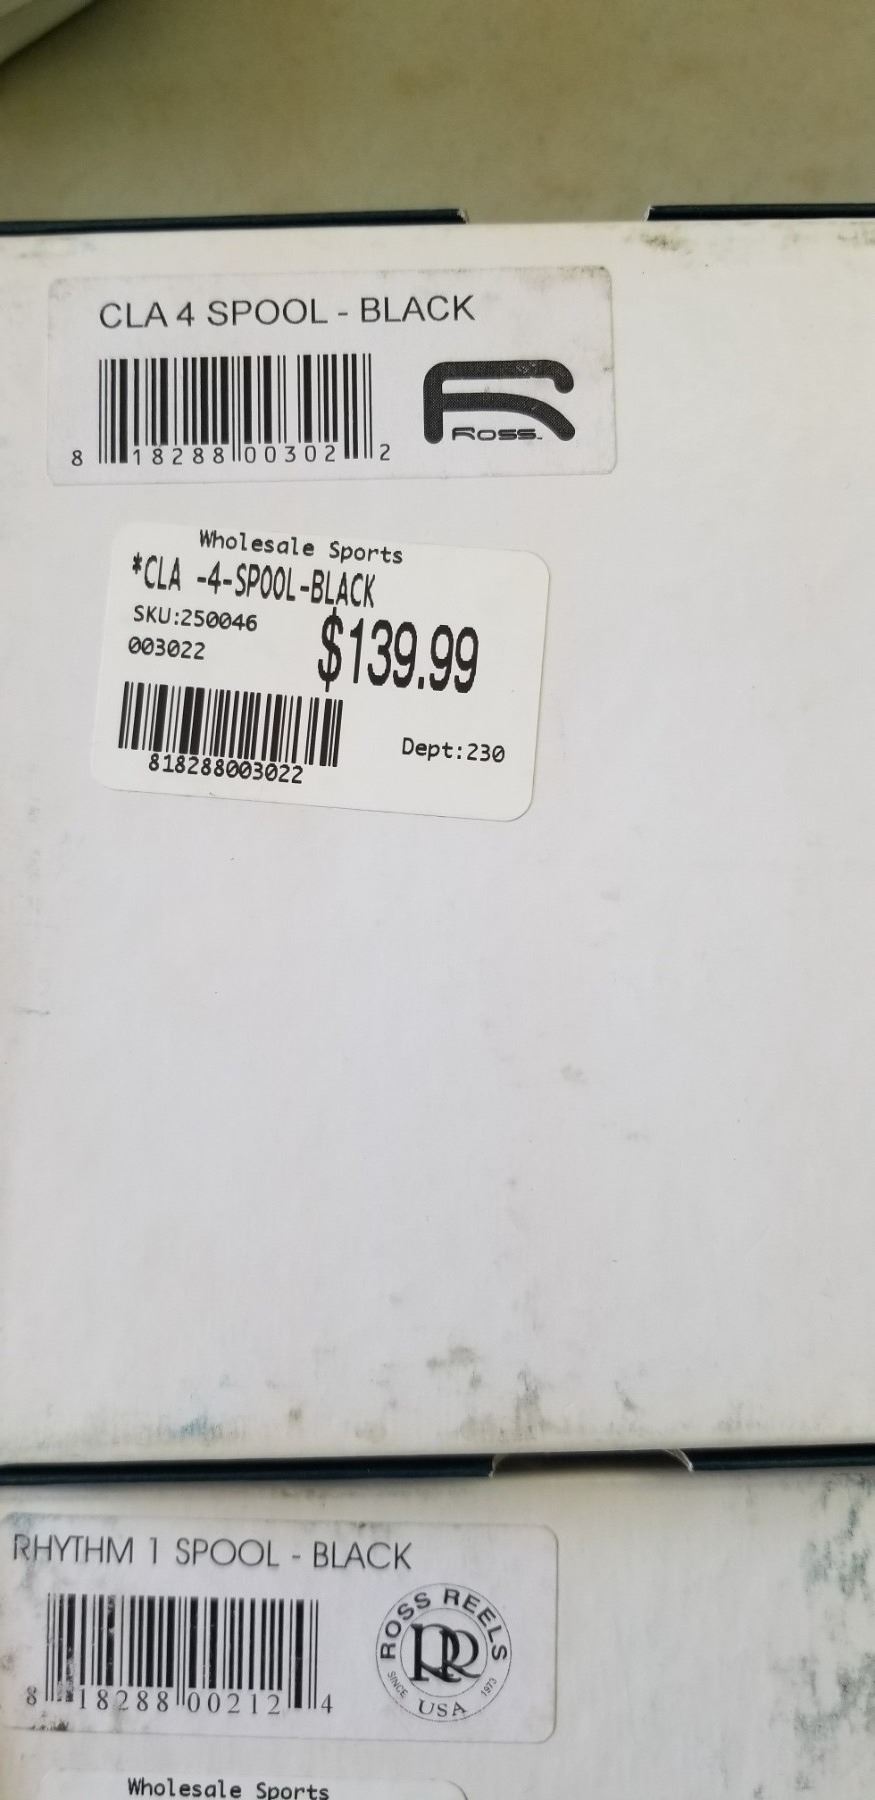 CLA 4 SPOOL - BLACK
8 18288 00302 2
ROSS.
Wholesale Sports
*CLA -4-SPOOL-BLACK
SKU:250046
003022
$139.99
818288003022
Dept:230
RHYTHM 1 SPOOL - BLACK
8 18288 00212 4
ROSS REELS
RR
SINCE 1973
USA
Wholesale Sports